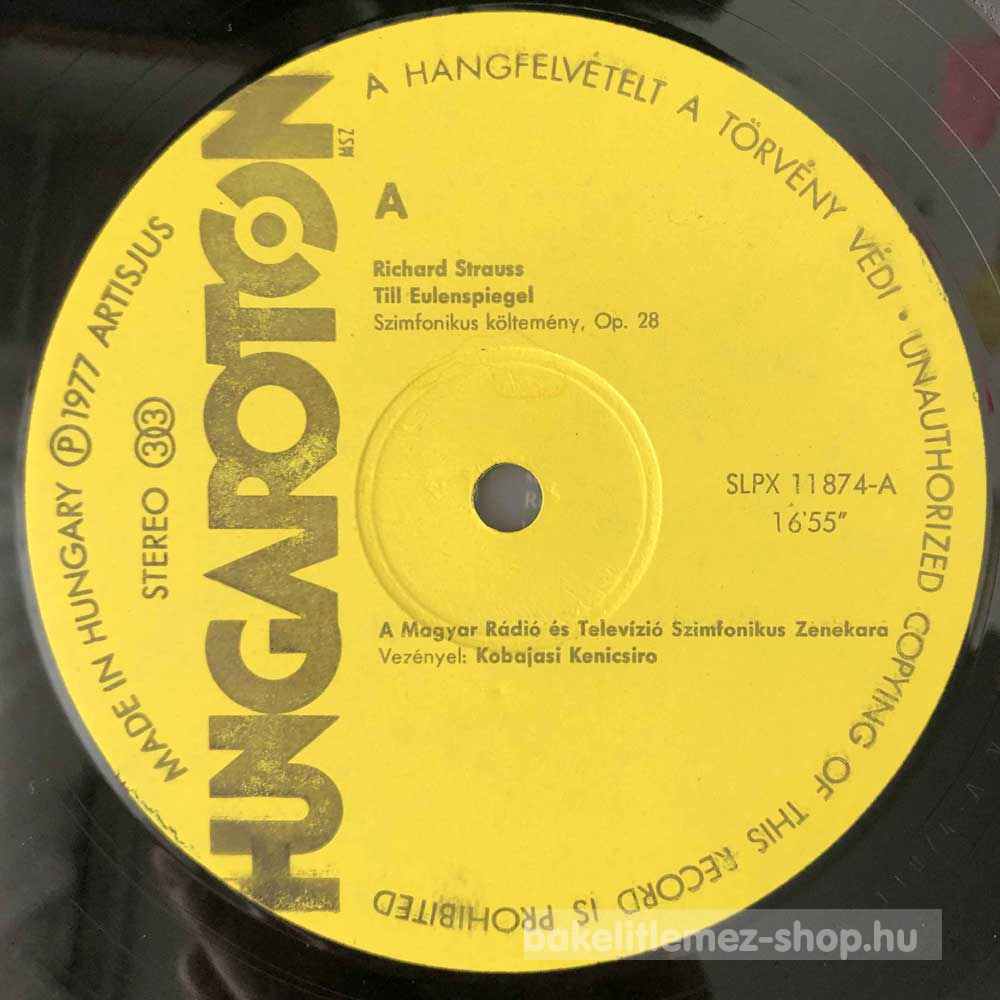 A HANGFELVÉTELT A TÖRVÉNY VÉDI • UNAUTHORIZED COPYING OF THIS RECORD IS PROHIBITED
MADE IN HUNGARY Ⓟ 1977 ARTISJUS
STEREO 33
HUNGAROTON
MSZ
A
Richard Strauss
Till Eulenspiegel
Szimfonikus költemény, Op. 28
SLPX 11874-A
16'55"
A Magyar Rádió és Televízió Szimfonikus Zenekara
Vezényel: Kobajasi Kenicsiro
bakelitlemez-shop.hu